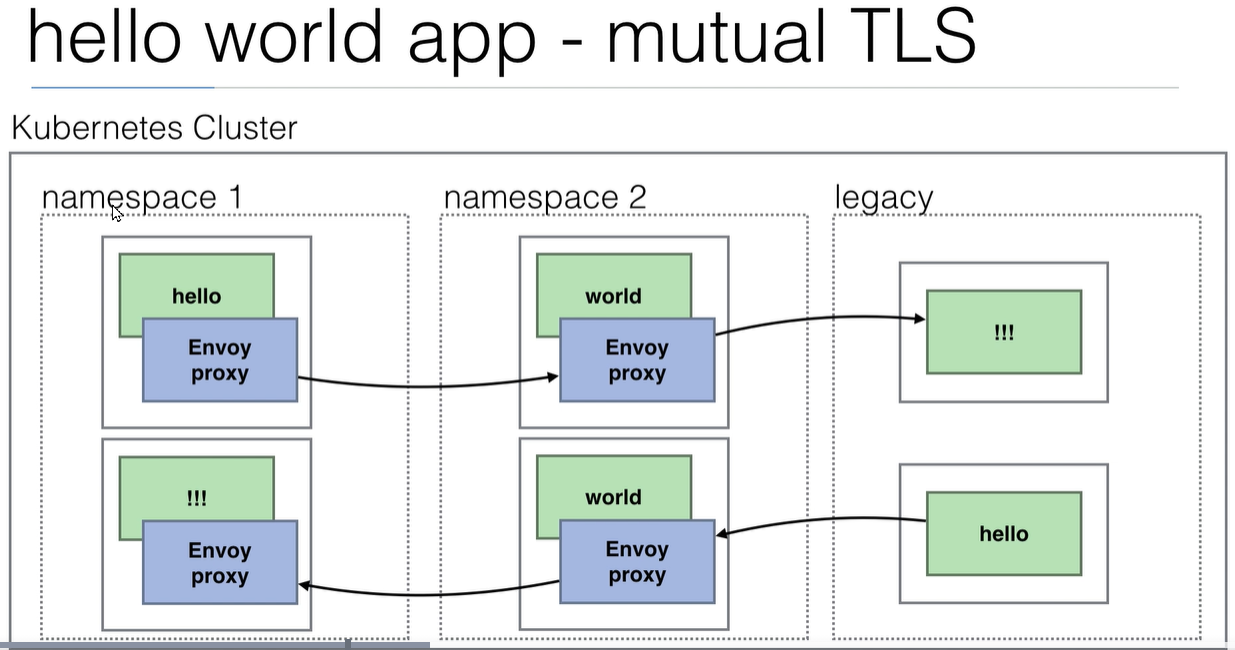 hello world app - mutual TLS
Kubernetes Cluster
namespace 1
namespace 2
legacy
hello
Envoy
proxy
world
Envoy
proxy
!!!
!!!
Envoy
proxy
world
Envoy
proxy
hello